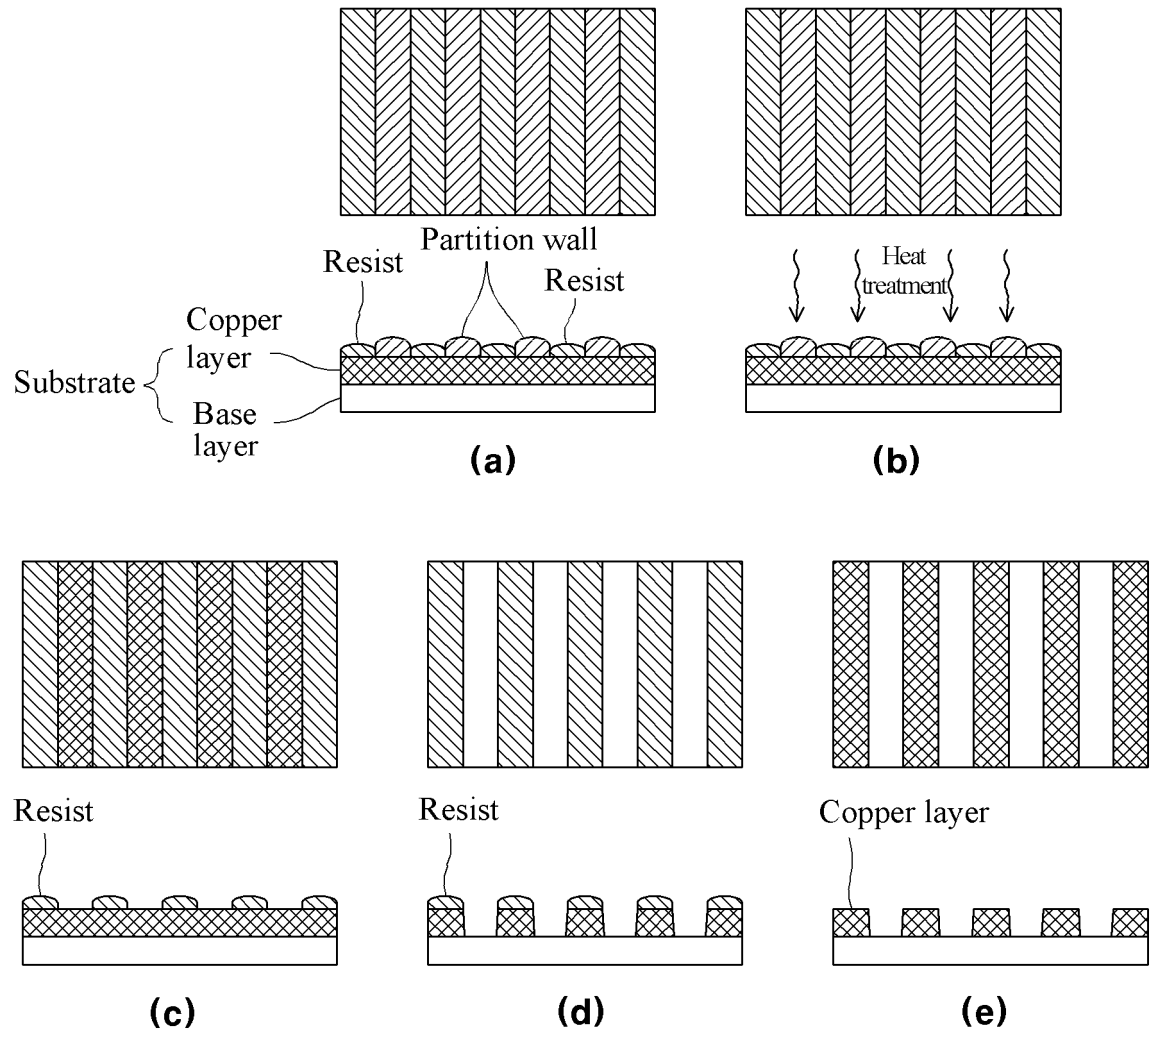 Partition wall
Resist
Resist
Copper
layer
Substrate
Base
layer
(a)
Heat
treatment
(b)
Resist
(c)
Resist
(d)
Copper layer
(e)